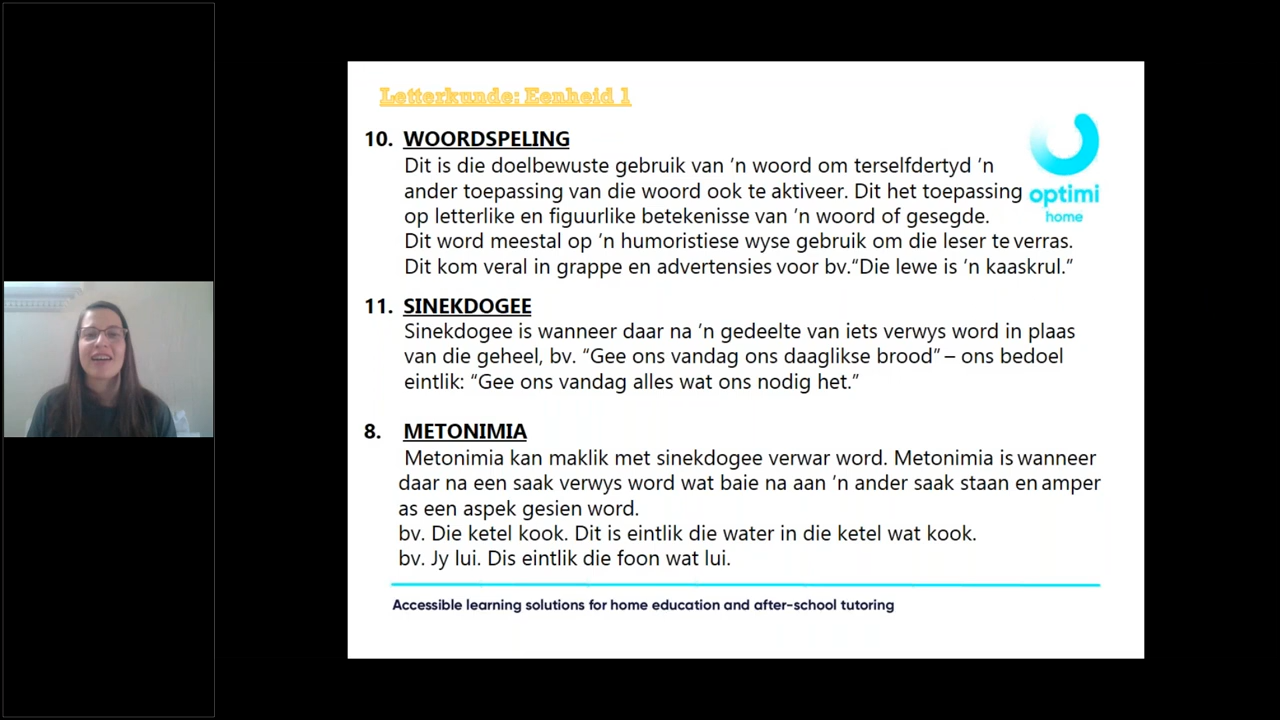 Letterkunde: Eenheid 1
10. WOORDSPELING
Dit is die doelbewuste gebruik van ’n woord om terselfdertyd ’n
ander toepassing van die woord ook te aktiveer. Dit het toepassing
op letterlike en figuurlike betekenisse van ’n woord of gesegde.
Dit word meestal op ’n humoristiese wyse gebruik om die leser te verras.
Dit kom veral in grappe en advertensies voor bv.“Die lewe is ’n kaaskrul.”
optimi
home
11. SINEKDOGEE
Sinekdogee is wanneer daar na ’n gedeelte van iets verwys word in plaas
van die geheel, bv. “Gee ons vandag ons daaglikse brood” – ons bedoel
eintlik: “Gee ons vandag alles wat ons nodig het.”
8. METONIMIA
Metonimia kan maklik met sinekdogee verwar word. Metonimia is wanneer
daar na een saak verwys word wat baie na aan ’n ander saak staan en amper
as een aspek gesien word.
bv. Die ketel kook. Dit is eintlik die water in die ketel wat kook.
bv. Jy lui. Dis eintlik die foon wat lui.
Accessible learning solutions for home education and after-school tutoring